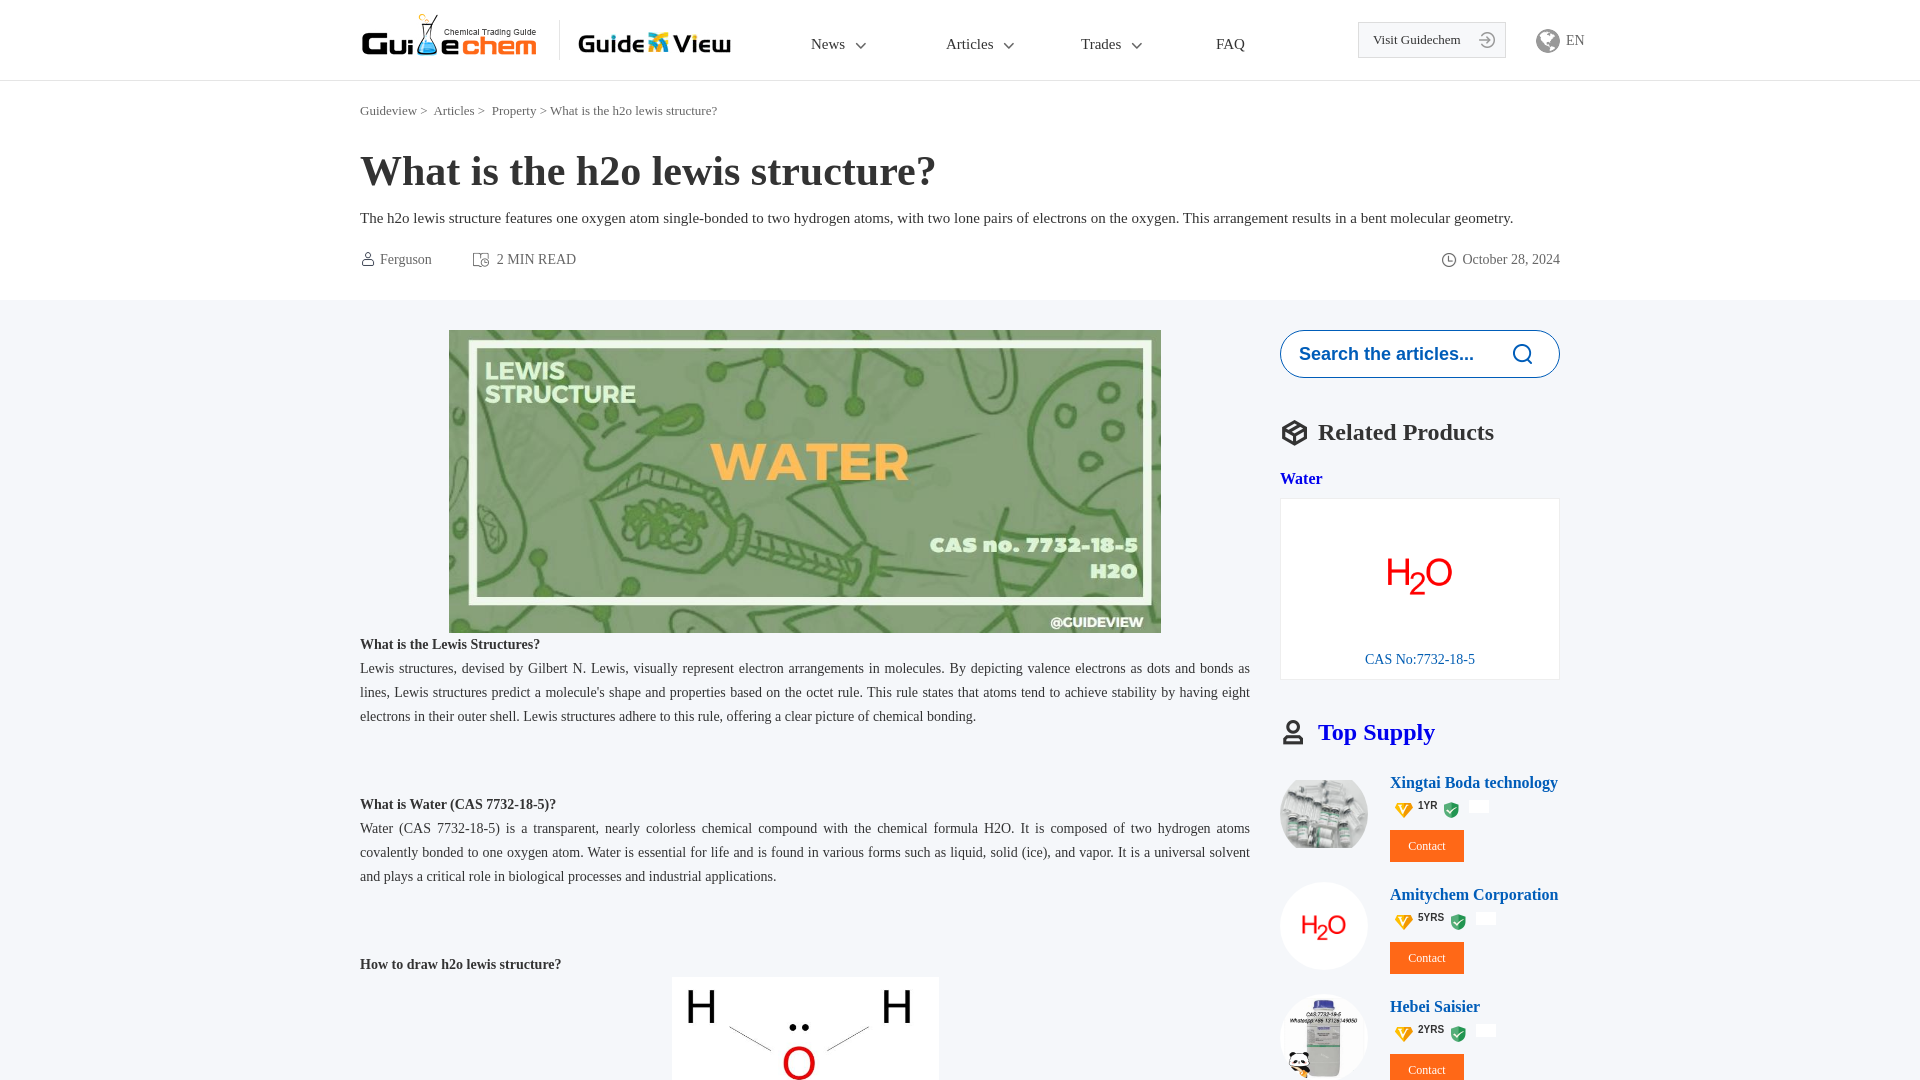 Guidechem
Chemical Trading Guide
Guide View
News
Articles
Trades
FAQ
Visit Guidechem
EN
Guideview > Articles > Property > What is the h2o lewis structure?
What is the h2o lewis structure?
The h2o lewis structure features one oxygen atom single-bonded to two hydrogen atoms, with two lone pairs of electrons on the oxygen. This arrangement results in a bent molecular geometry.
Ferguson
2 MIN READ
October 28, 2024
LEWIS
STRUCTURE
WATER
CAS no. 7732-18-5
H2O
@GUIDEVIEW
What is the Lewis Structures?
Lewis structures, devised by Gilbert N. Lewis, visually represent electron arrangements in molecules. By depicting valence electrons as dots and bonds as
lines, Lewis structures predict a molecule's shape and properties based on the octet rule. This rule states that atoms tend to achieve stability by having eight
electrons in their outer shell. Lewis structures adhere to this rule, offering a clear picture of chemical bonding.
What is Water (CAS 7732-18-5)?
Water (CAS 7732-18-5) is a transparent, nearly colorless chemical compound with the chemical formula H2O. It is composed of two hydrogen atoms
covalently bonded to one oxygen atom. Water is essential for life and is found in various forms such as liquid, solid (ice), and vapor. It is a universal solvent
and plays a critical role in biological processes and industrial applications.
How to draw h2o lewis structure?
H H
O
Search the articles...
Related Products
Water
H2O
CAS No:7732-18-5
Top Supply
Xingtai Boda technology
1YR
Contact
H2O
Amitychem Corporation
5YRS
Contact
CAS:7732-18-5
Hebei Saisier
2YRS
Contact